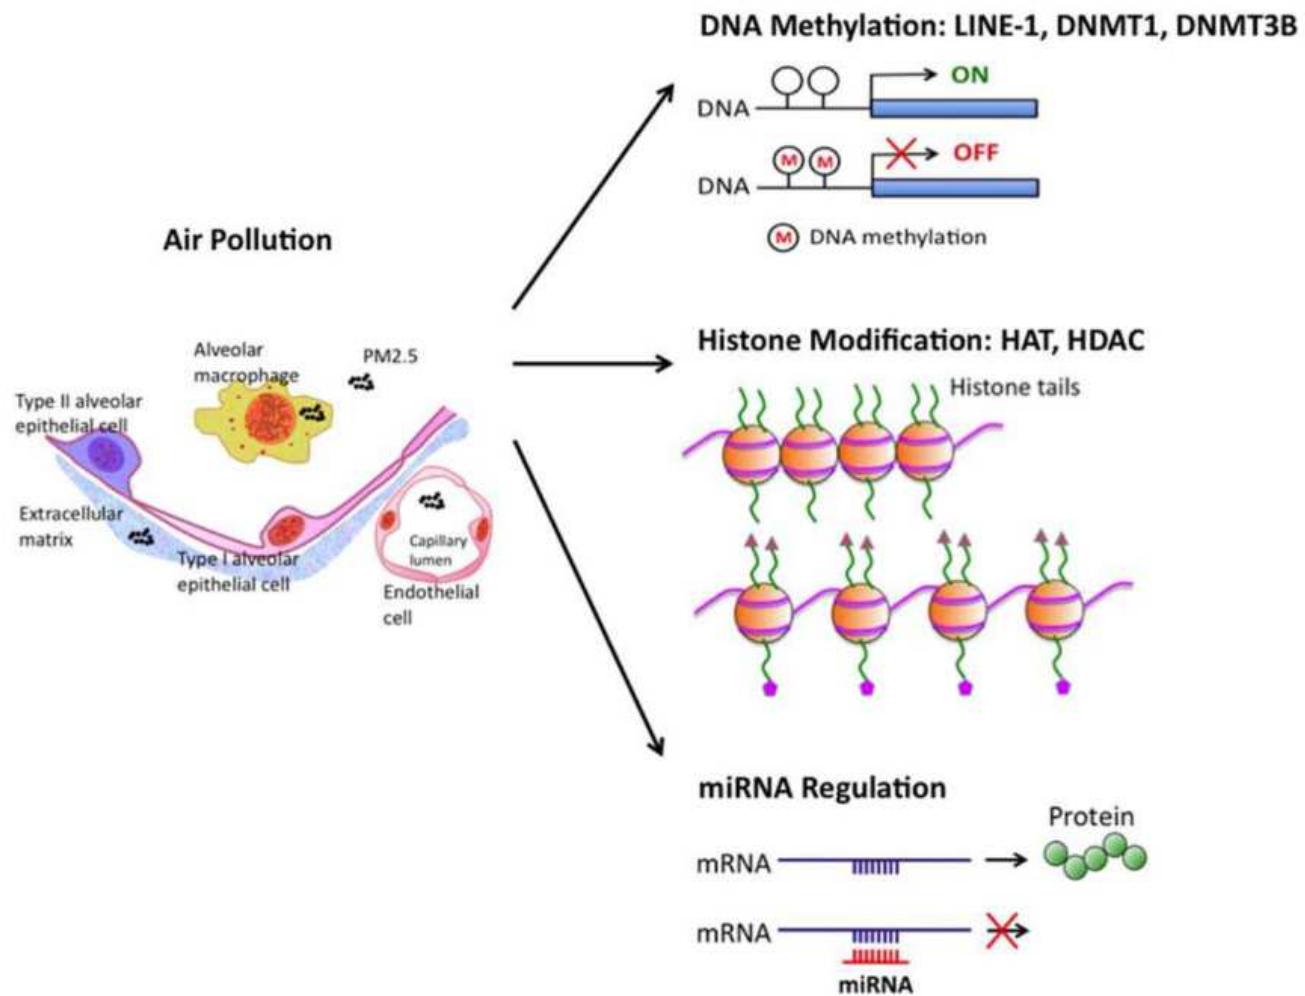 DNA Methylation: LINE-1, DNMT1, DNMT3B
ON
DNA
M M
OFF
DNA
M DNA methylation
Air Pollution
Alveolar
macrophage
PM2.5
Type II alveolar
epithelial cell
Extracellular
matrix
Type I alveolar
epithelial cell
Capillary
lumen
Endothelial
cell
Histone Modification: HAT, HDAC
Histone tails
miRNA Regulation
Protein
mRNA
mRNA
miRNA